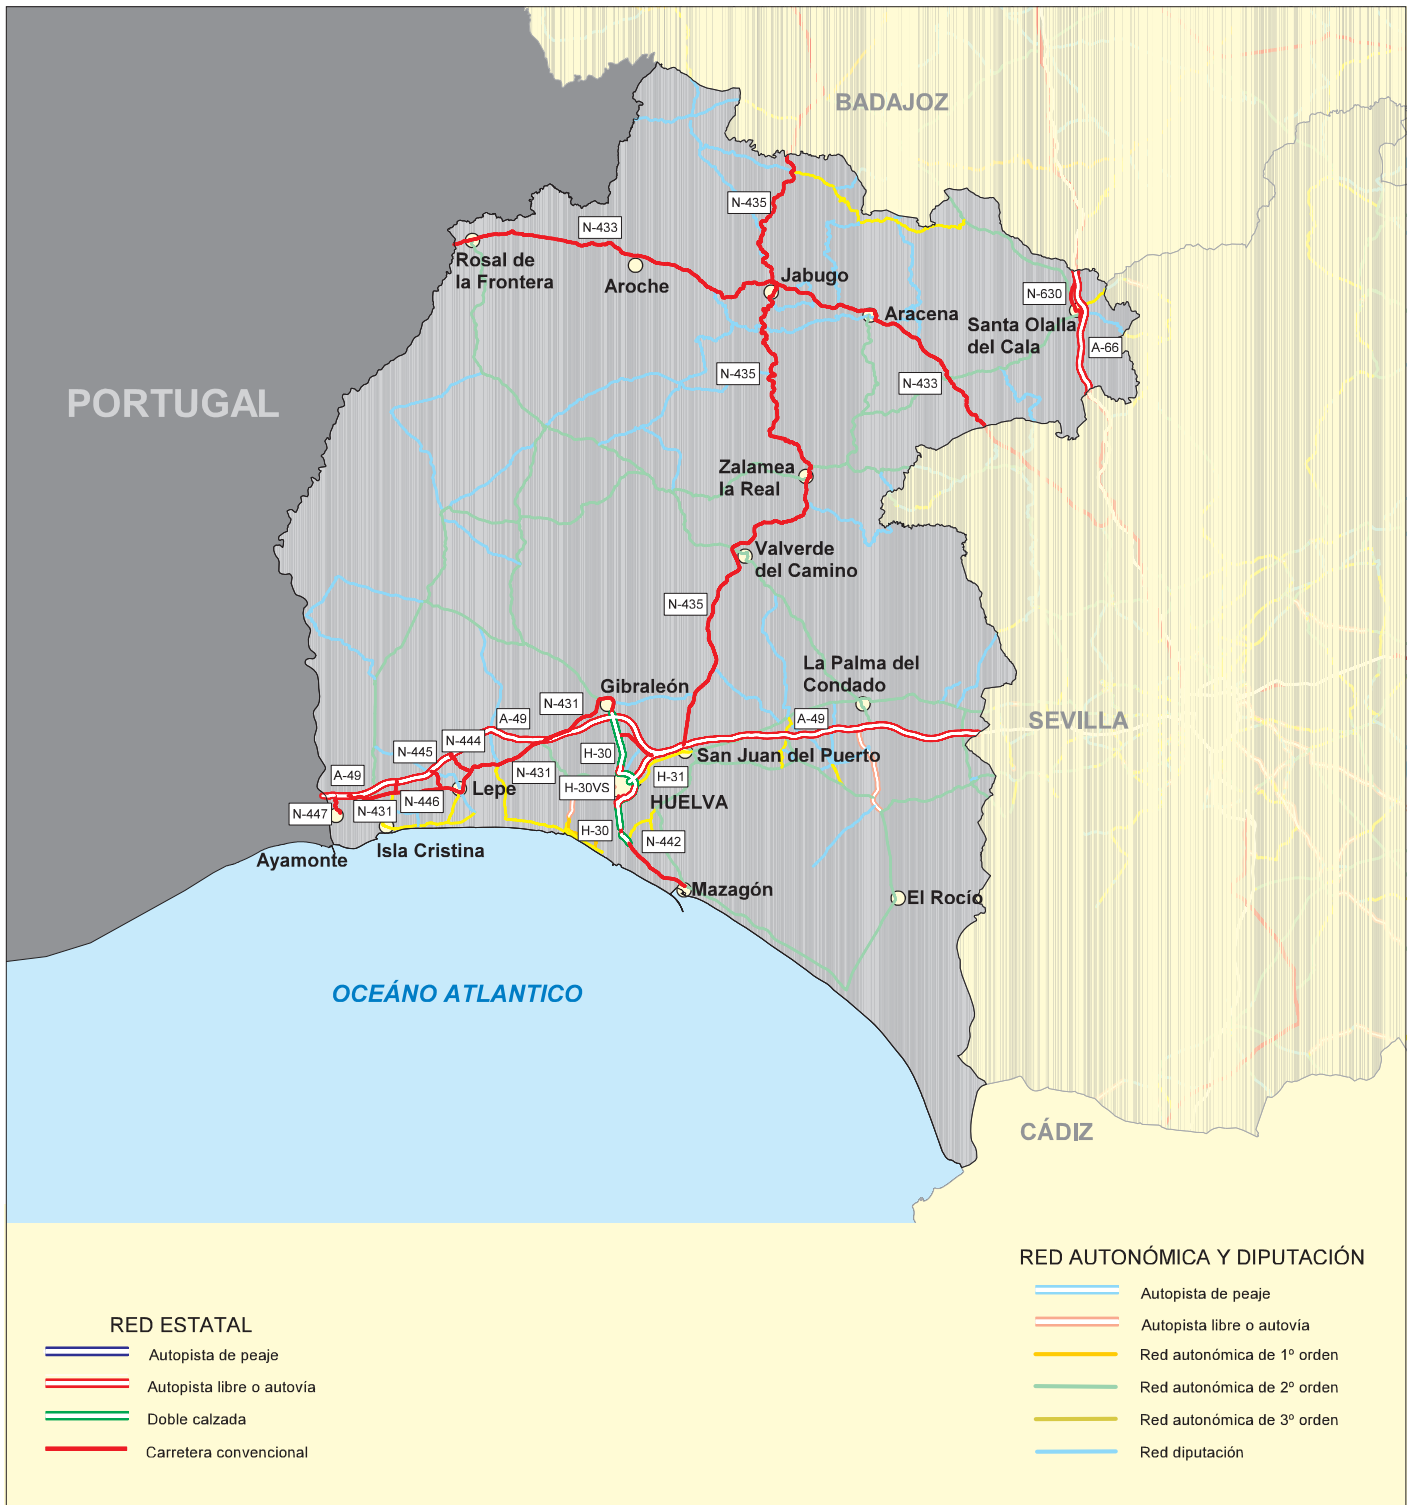 BADAJOZ
N-435
N-433
Rosal de
la Frontera
Aroche
Jabugo
N-630
Aracena
Santa Olalla
del Cala
A-66
N-435
N-433
PORTUGAL
Zalamea
la Real
Valverde
del Camino
N-435
La Palma del
Condado
Gibraleón
N-431
A-49
A-49
SEVILLA
N-444
N-445
H-30
San Juan del Puerto
N-431
A-49
H-31
Lepe
H-30VS
N-446
HUELVA
N-447
N-431
H-30
N-442
Isla Cristina
Ayamonte
Mazagón
El Rocío
OCEÁNO ATLANTICO
CÁDIZ
RED ESTATAL
Autopista de peaje
Autopista libre o autovía
Doble calzada
Carretera convencional
RED AUTONÓMICA Y DIPUTACIÓN
Autopista de peaje
Autopista libre o autovía
Red autonómica de 1º orden
Red autonómica de 2º orden
Red autonómica de 3º orden
Red diputación